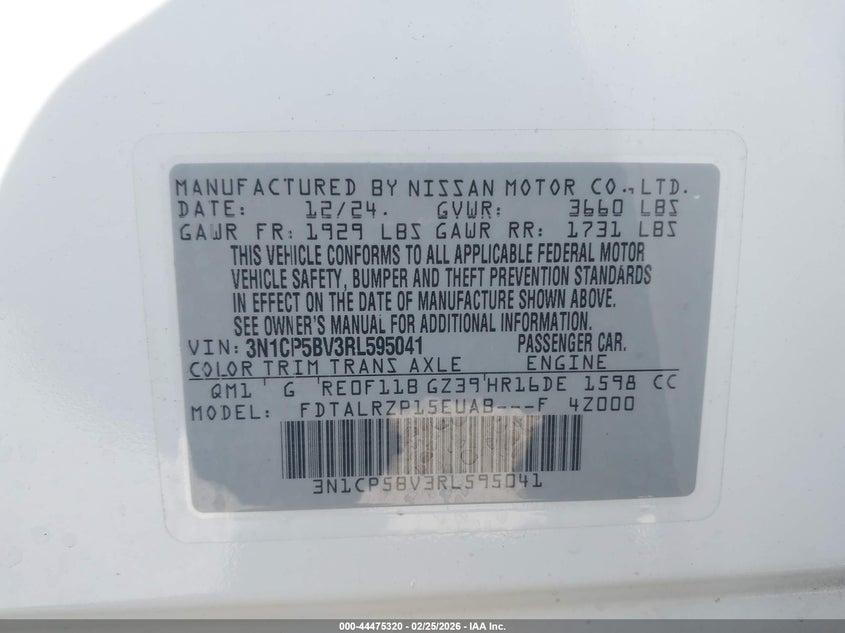 MANUFACTURED BY NISSAN MOTOR CO., LTD.
DATE: 12/24. GVWR: 3660 LBS
GAWR FR: 1929 LBS GAWR RR: 1731 LBS
THIS VEHICLE CONFORMS TO ALL APPLICABLE FEDERAL MOTOR
VEHICLE SAFETY, BUMPER AND THEFT PREVENTION STANDARDS
IN EFFECT ON THE DATE OF MANUFACTURE SHOWN ABOVE.
SEE OWNER'S MANUAL FOR ADDITIONAL INFORMATION.
VIN: 3N1CP5BV3RL595041 PASSENGER CAR.
COLOR TRIM TRANS AXLE ENGINE
QM1 G RE0F11B GZ39 HR16DE 1598 CC
MODEL: FDTALRZP15EUAB---F 4Z000
3N1CP5BV3RL595041
000-44475320 - 02/25/2026 - IAA Inc.